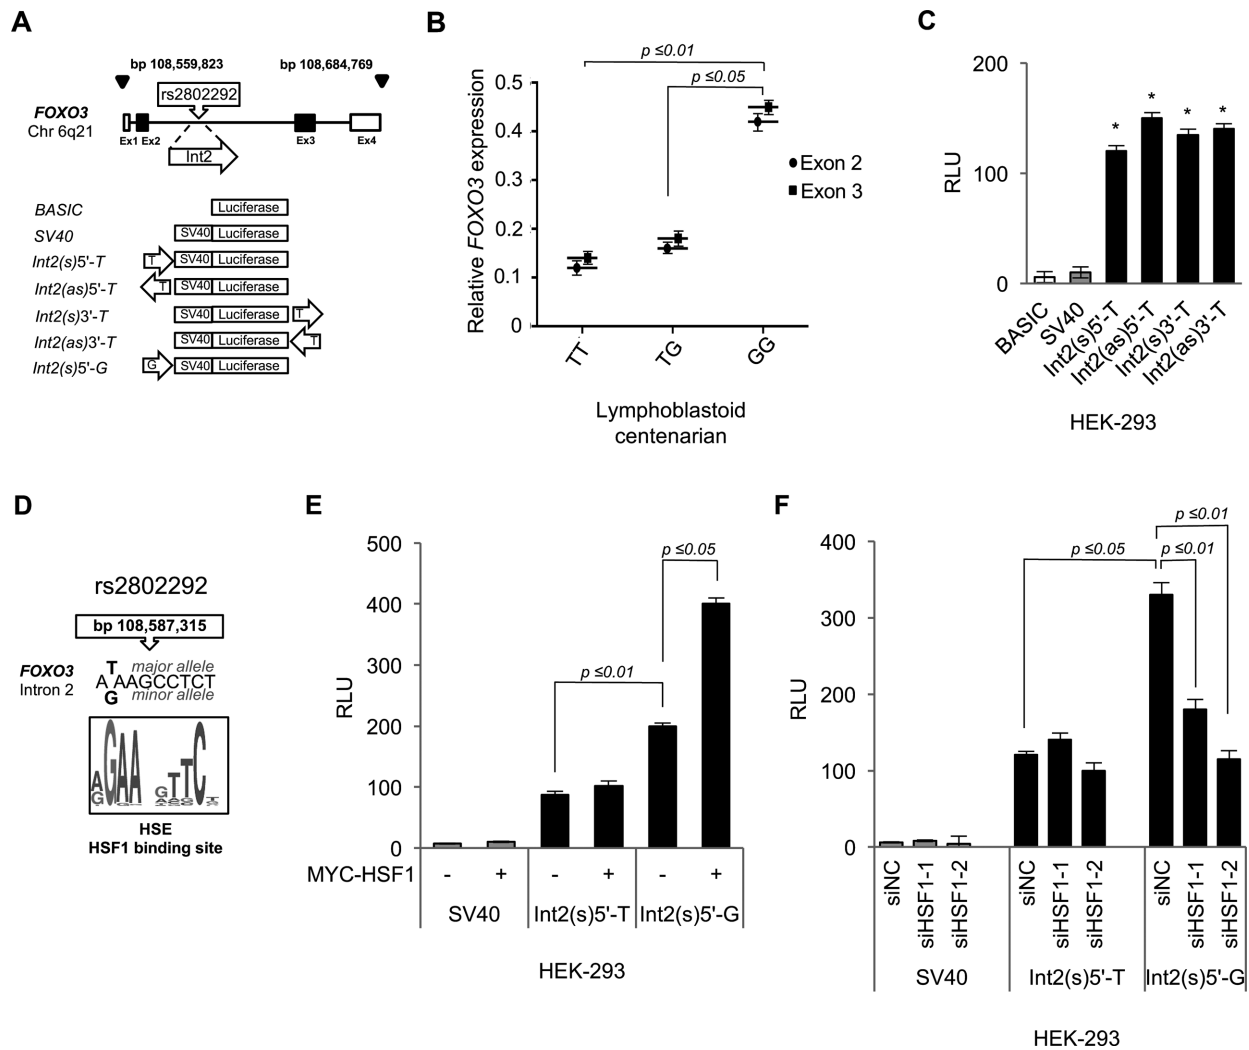 A
bp 108,559,823
bp 108,684,769
rs2802292
FOXO3
Chr 6q21
Ex1 Ex2
Ex3
Ex4
Int2
BASIC
Luciferase
SV40
SV40 Luciferase
Int2(s)5'-T
T SV40 Luciferase
Int2(as)5'-T
T SV40 Luciferase
Int2(s)3'-T
SV40 Luciferase T
Int2(as)3'-T
SV40 Luciferase T
Int2(s)5'-G
G SV40 Luciferase
B
p ≤0.01
p ≤0.05
Relative FOXO3 expression
0.5
0.4
0.3
0.2
0.1
0
Exon 2
Exon 3
TT
TG
GG
Lymphoblastoid
centenarian
C
RLU
200
100
0
* * * *
BASIC
SV40
Int2(s)5'-T
Int2(as)5'-T
Int2(s)3'-T
Int2(as)3'-T
HEK-293
D
rs2802292
bp 108,587,315
FOXO3
Intron 2
T major allele
A AAGCCTCT
G minor allele
HSE
HSF1 binding site
E
RLU
500
400
300
200
100
0
p ≤0.05
p ≤0.01
MYC-HSF1 - + - + - +
SV40 Int2(s)5'-T Int2(s)5'-G
HEK-293
F
RLU
400
300
200
100
0
p ≤0.01
p ≤0.05
p ≤0.01
siNC
siHSF1-1
siHSF1-2
siNC
siHSF1-1
siHSF1-2
siNC
siHSF1-1
siHSF1-2
SV40 Int2(s)5'-T Int2(s)5'-G
HEK-293